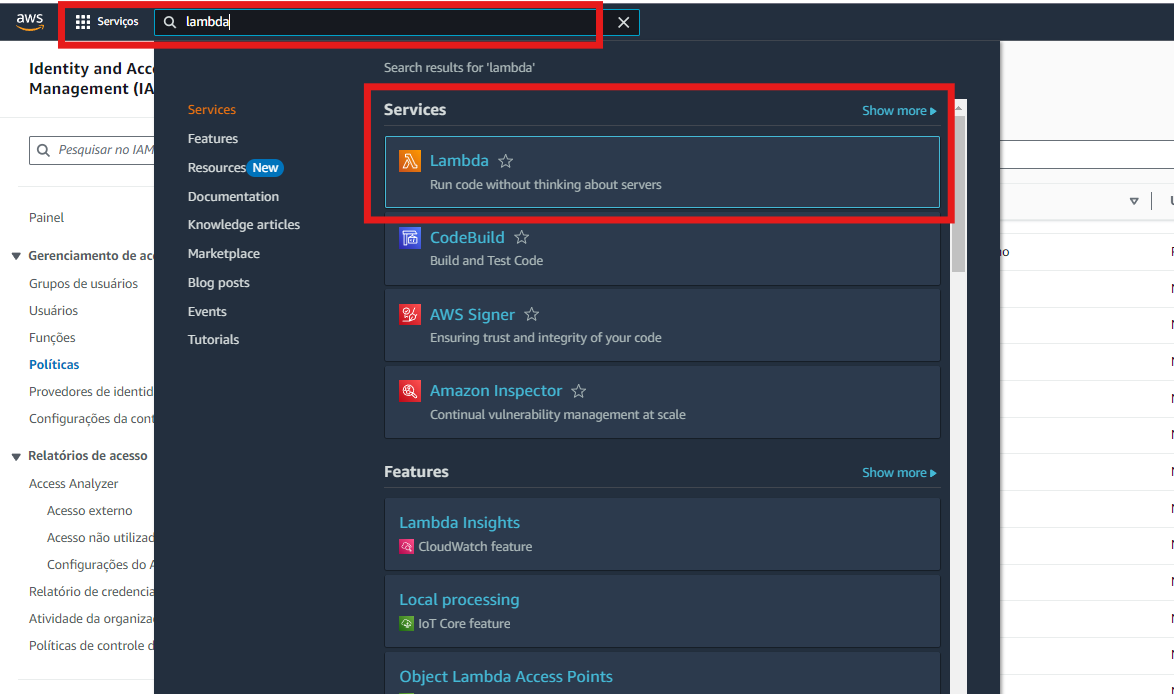 aws
Serviços
lambda
Identity and Acc
Management (IA
Pesquisar no IAM
Painel
Gerenciamento de ac
Grupos de usuários
Usuários
Funções
Políticas
Provedores de identid
Configurações da cont
Relatórios de acesso
Access Analyzer
Acesso externo
Acesso não utilizad
Configurações do A
Relatório de credencia
Atividade da organiza
Políticas de controle d
Services
Features
Resources New
Documentation
Knowledge articles
Marketplace
Blog posts
Events
Tutorials
Search results for 'lambda'
Services
Show more
Lambda
Run code without thinking about servers
CodeBuild
Build and Test Code
AWS Signer
Ensuring trust and integrity of your code
Amazon Inspector
Continual vulnerability management at scale
Features
Show more
Lambda Insights
CloudWatch feature
Local processing
IoT Core feature
Object Lambda Access Points